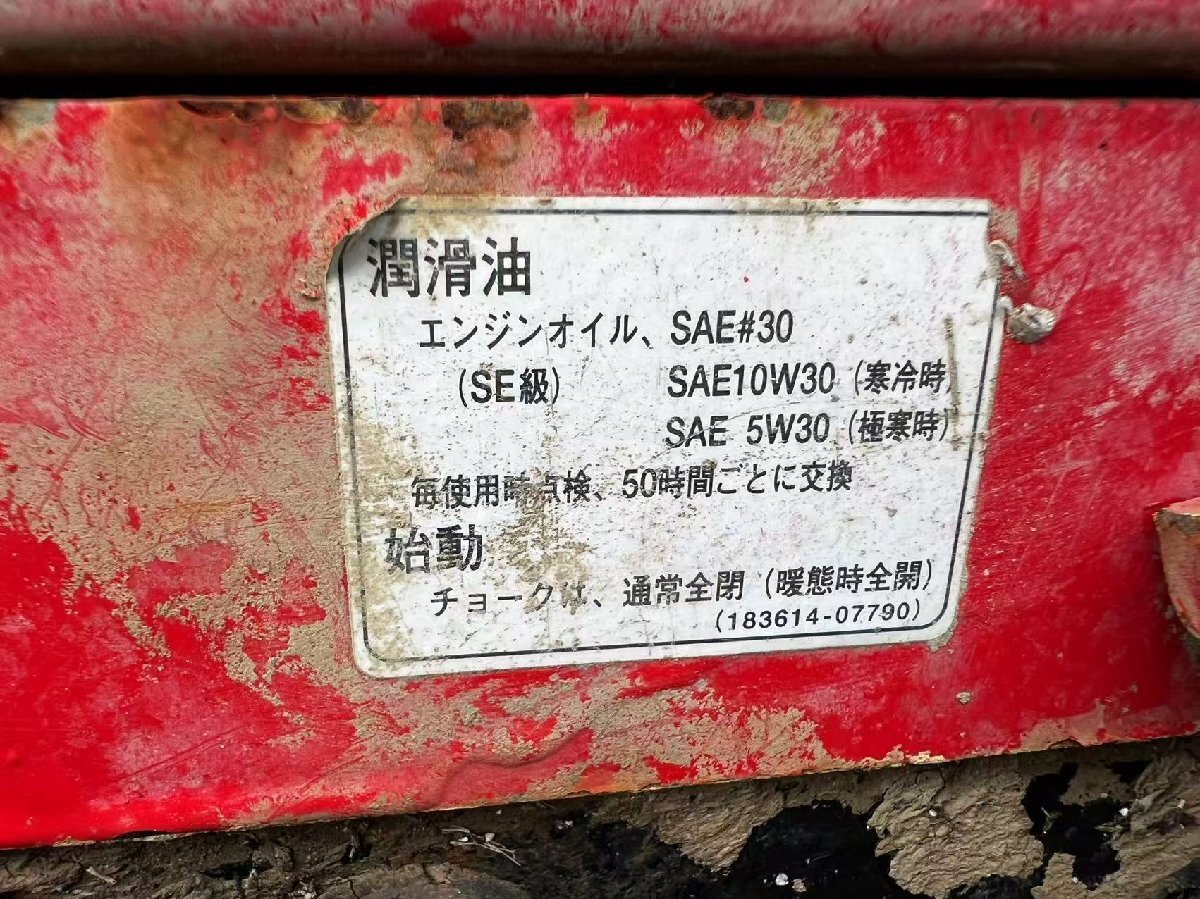 潤滑油
エンジンオイル、SAE#30
(SE級) SAE10W30 (寒冷時)
SAE 5W30 (極寒時)
毎使用時点検、50時間ごとに交換
始動
チョークは、通常全閉 (暖態時全開)
(183614-07790)